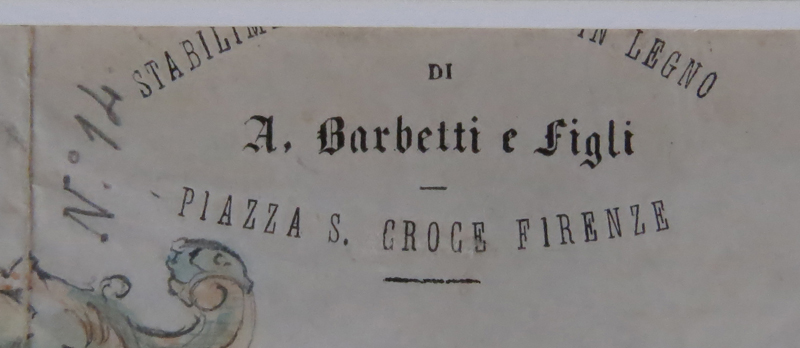 STABILIM IN LEGNO
DI
A. Barbetti e Figli
PIAZZA S. CROCE FIRENZE
N.° 14